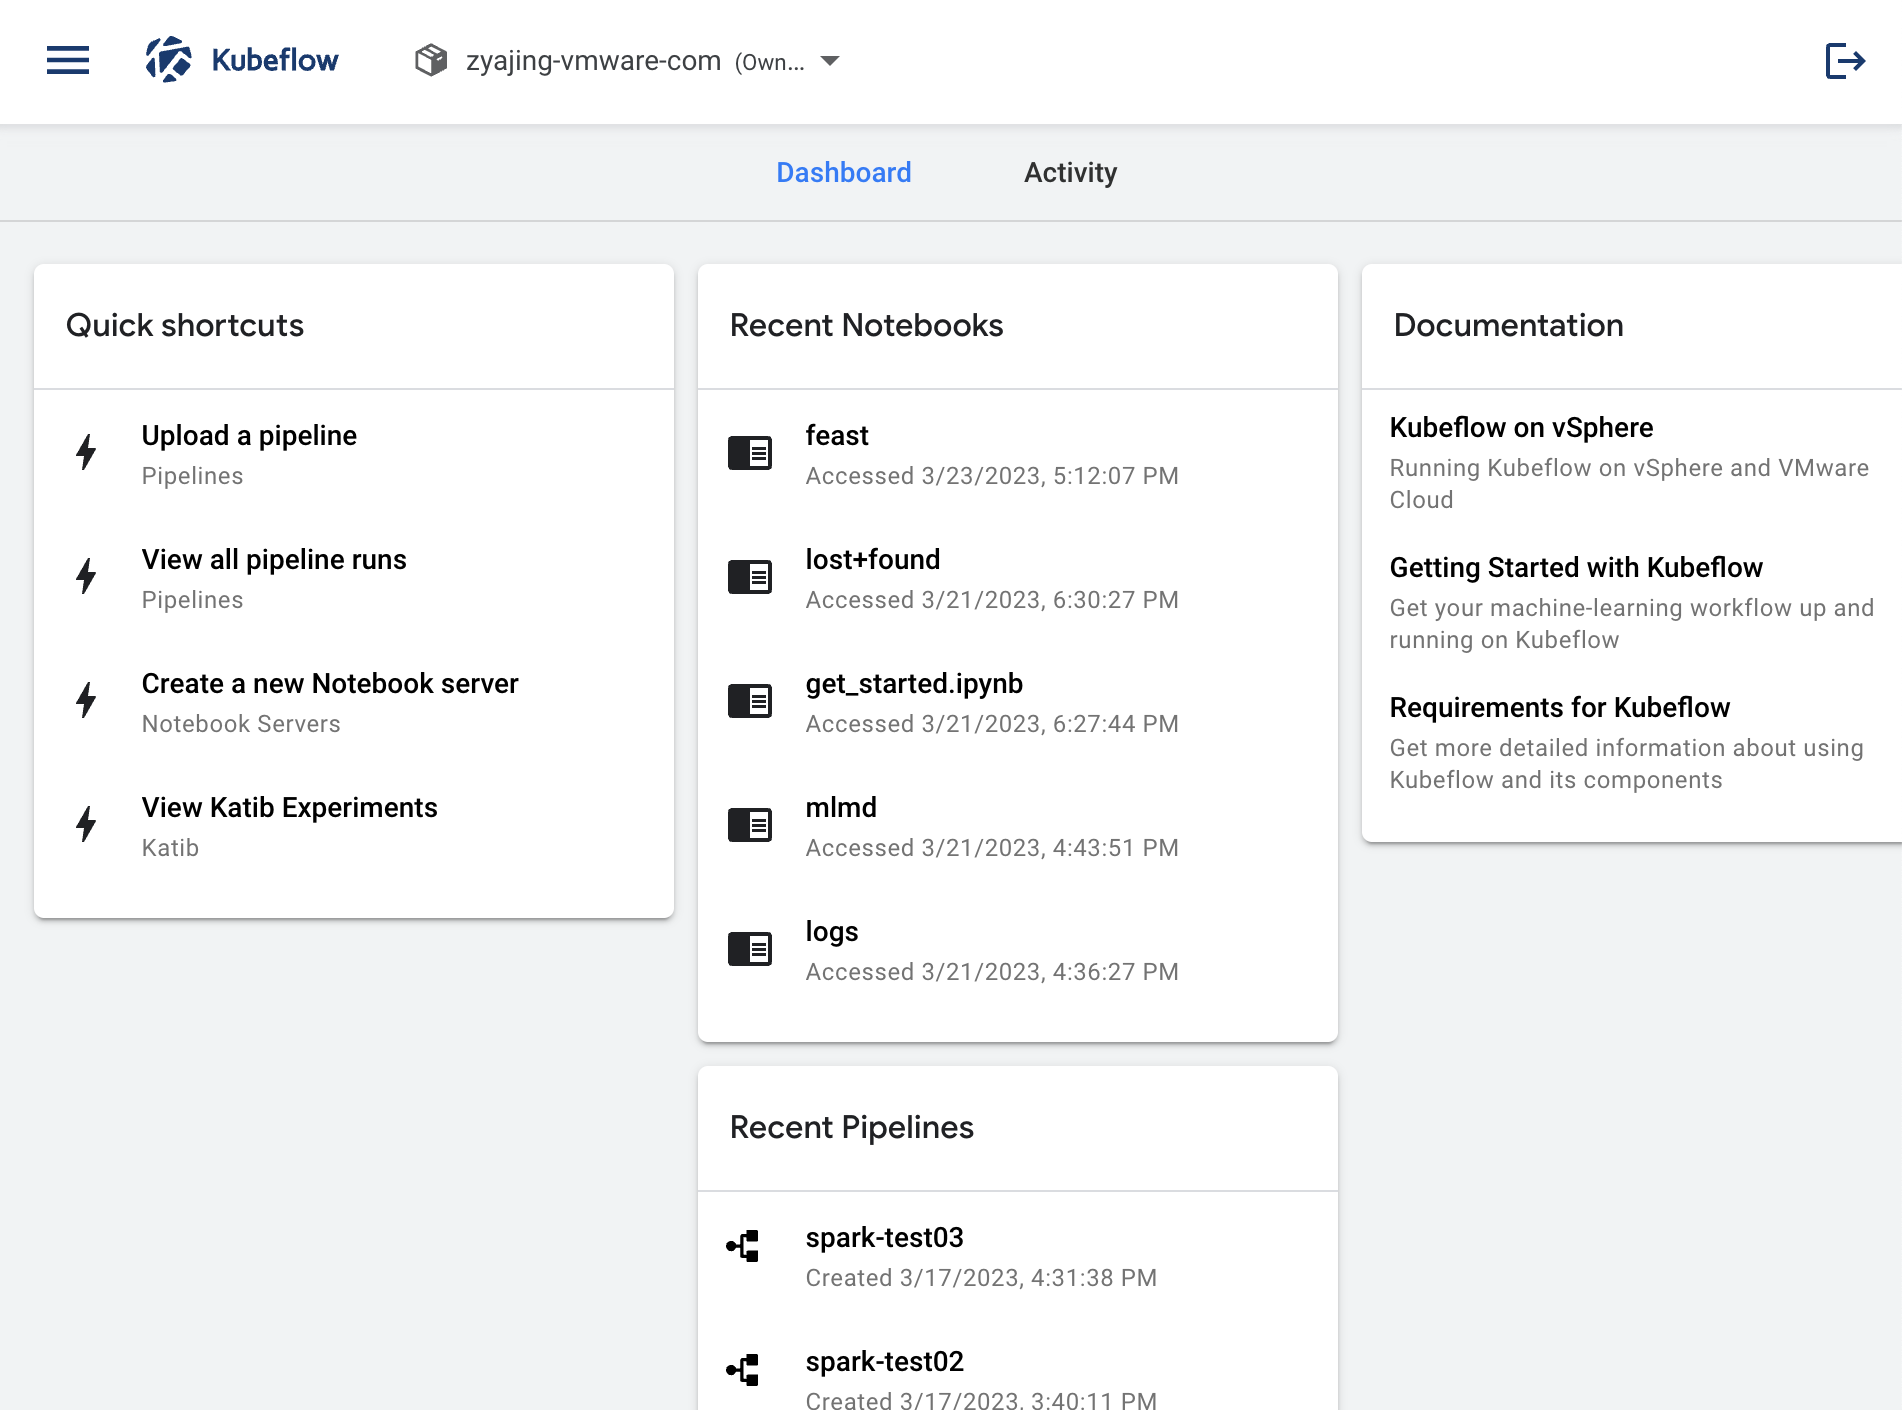 Kubeflow
zyajing-vmware-com (Own...
Dashboard
Activity
Quick shortcuts
Upload a pipeline
Pipelines
View all pipeline runs
Pipelines
Create a new Notebook server
Notebook Servers
View Katib Experiments
Katib
Recent Notebooks
feast
Accessed 3/23/2023, 5:12:07 PM
lost+found
Accessed 3/21/2023, 6:30:27 PM
get_started.ipynb
Accessed 3/21/2023, 6:27:44 PM
mlmd
Accessed 3/21/2023, 4:43:51 PM
logs
Accessed 3/21/2023, 4:36:27 PM
Recent Pipelines
spark-test03
Created 3/17/2023, 4:31:38 PM
spark-test02
Created 3/17/2023, 3:40:11 PM
Documentation
Kubeflow on vSphere
Running Kubeflow on vSphere and VMware
Cloud
Getting Started with Kubeflow
Get your machine-learning workflow up and
running on Kubeflow
Requirements for Kubeflow
Get more detailed information about using
Kubeflow and its components